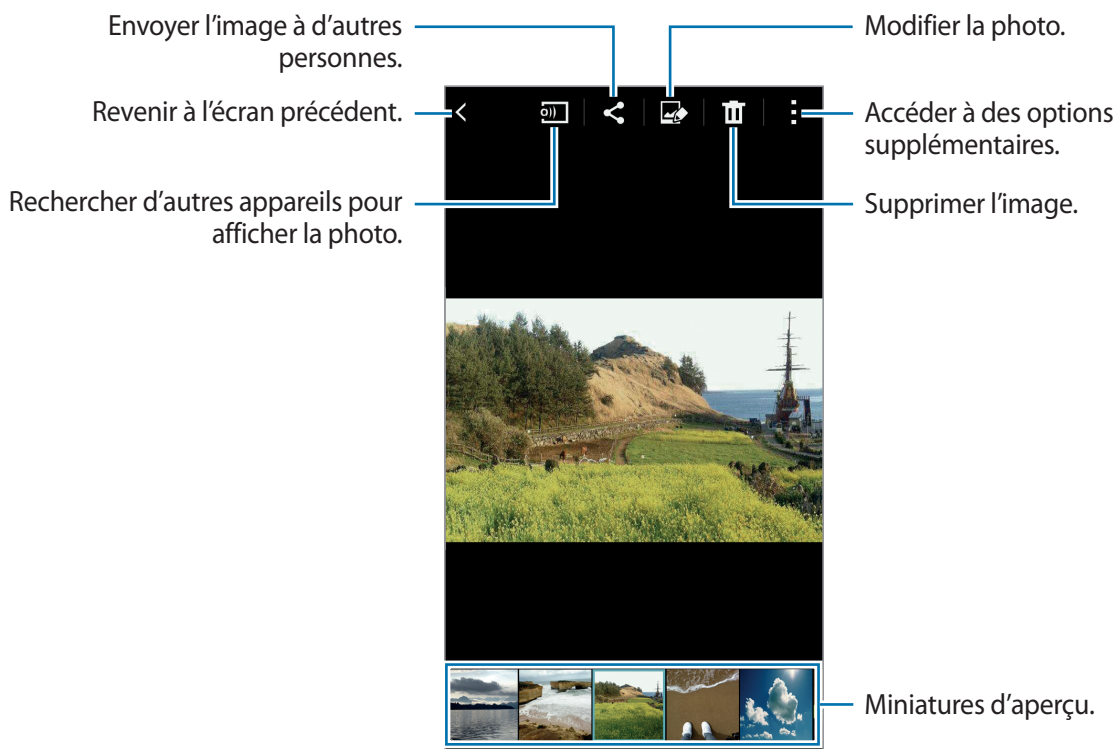 Envoyer l’image à d’autres
personnes.
Modifier la photo.
Revenir à l’écran précédent.
Accéder à des options
supplémentaires.
Rechercher d’autres appareils pour
afficher la photo.
Supprimer l’image.
Miniatures d’aperçu.